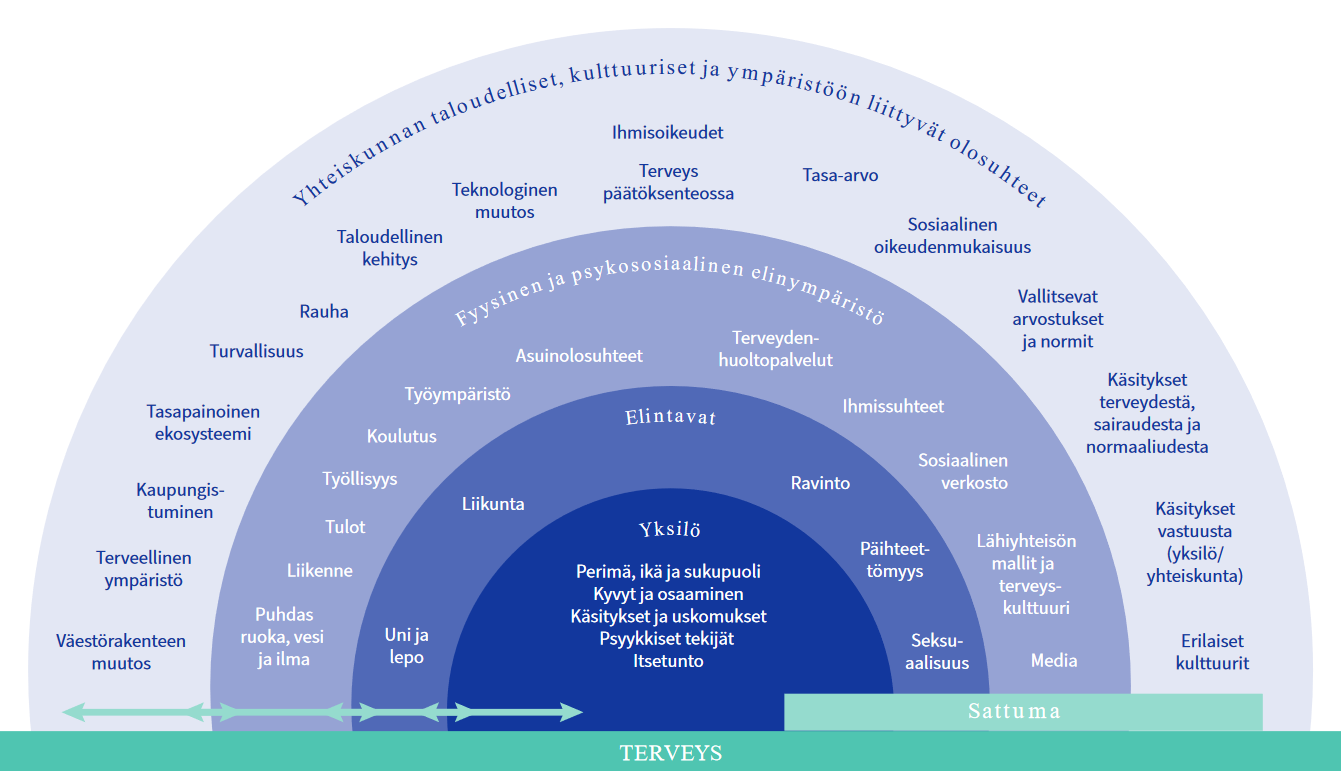 Yhteiskunnan taloudelliset, kulttuuriset ja ympäristöön liittyvät olosuhteet
Ihmisoikeudet
Terveys
päätöksenteossa
Tasa-arvo
Teknologinen
muutos
Sosiaalinen
oikeudenmukaisuus
Taloudellinen
kehitys
Vallitsevat
arvostukset
ja normit
Rauha
Turvallisuus
Käsitykset
terveydestä,
sairaudesta ja
normaaliudesta
Tasapainoinen
ekosysteemi
Kaupungis-
tuminen
Käsitykset
vastuusta
(yksilö/
yhteiskunta)
Terveellinen
ympäristö
Väestörakenteen
muutos
Erilaiset
kulttuurit
Fyysinen ja psykososiaalinen elinympäristö
Asuinolosuhteet
Terveyden-
huoltopalvelut
Työympäristö
Ihmissuhteet
Koulutus
Sosiaalinen
verkosto
Työllisyys
Tulot
Lähiyhteisön
mallit ja
terveys-
kulttuuri
Liikenne
Puhdas
ruoka, vesi
ja ilma
Media
Elintavat
Liikunta
Ravinto
Päihteet-
tömyys
Uni ja
lepo
Seksu-
aalisuus
Yksilö
Perimä, ikä ja sukupuoli
Kyvyt ja osaaminen
Käsitykset ja uskomukset
Psyykkiset tekijät
Itsetunto
Sattuma
TERVEYS